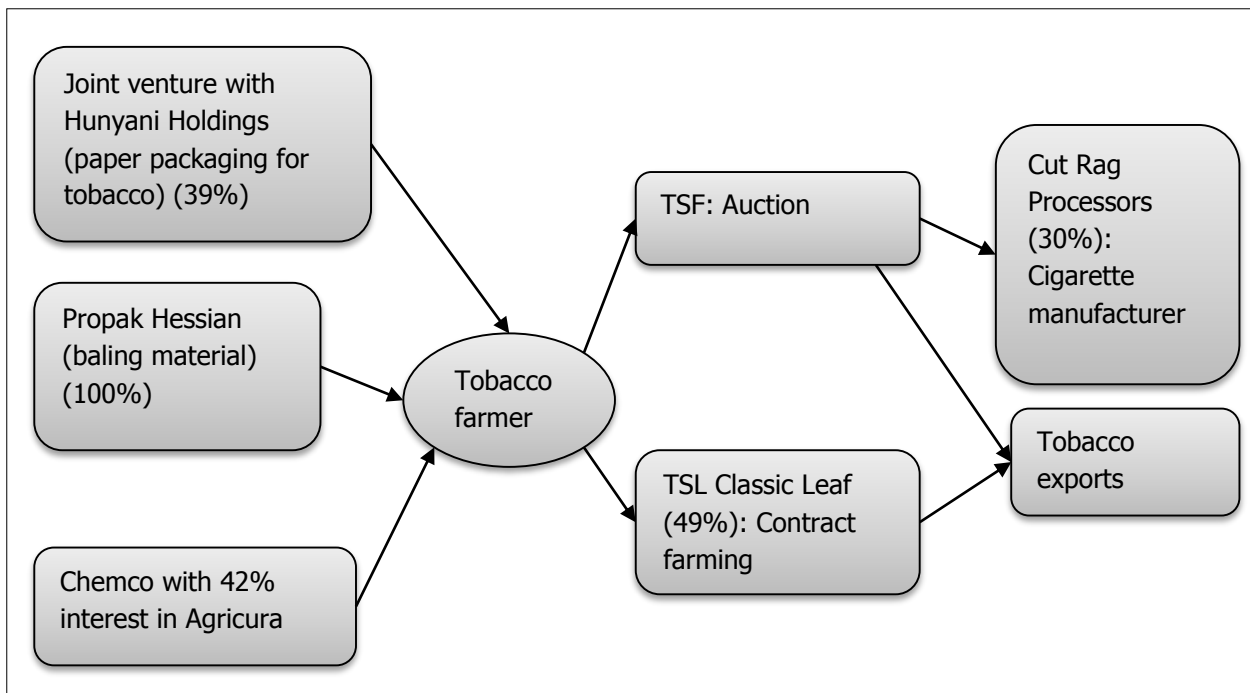 Joint venture with
Hunyani Holdings
(paper packaging for
tobacco) (39%)
Propak Hessian
(baling material)
(100%)
Chemco with 42%
interest in Agricura
Tobacco
farmer
TSF: Auction
TSL Classic Leaf
(49%): Contract
farming
Cut Rag
Processors
(30%):
Cigarette
manufacturer
Tobacco
exports